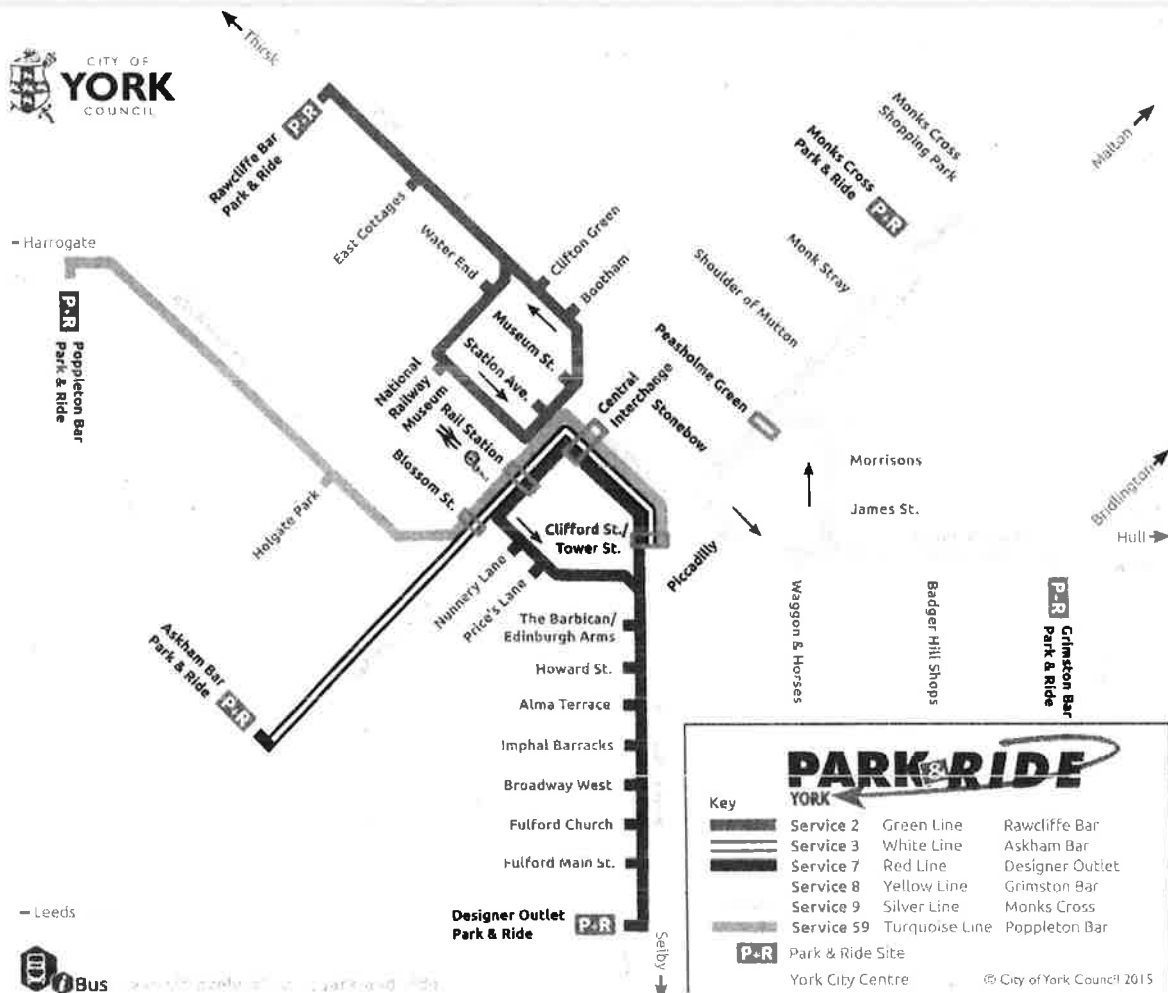 CITY OF
YORK
COUNCIL
Thirsk
P+R
Rawcliffe Bar
Park & Ride
East Cottages
Water End
Clifton Green
Bootham
Museum St.
Station Ave.
National
Railway
Museum
Rail Station
Blossom St.
Harrogate
P+R
Poppleton Bar
Park & Ride
Holgate Park
Central
Interchange
Stonebow
Peasholme Green
Shoulder of Mutton
Monk Stray
Monks Cross
Park & Ride
P+R
Monks Cross
Shopping Park
Malton
Morrisons
James St.
Bridlington
Hull
Clifford St./
Tower St.
Piccadilly
Nunnery Lane
Price's Lane
Waggon & Horses
Badger Hill Shops
P+R
Grimston Bar
Park & Ride
Askham Bar
Park & Ride
P+R
The Barbican/
Edinburgh Arms
Howard St.
Alma Terrace
Imphal Barracks
Broadway West
Fulford Church
Fulford Main St.
Designer Outlet
Park & Ride
P+R
Selby
Leeds
iBus
PARK & RIDE
YORK
Key
Service 2 Green Line Rawcliffe Bar
Service 3 White Line Askham Bar
Service 7 Red Line Designer Outlet
Service 8 Yellow Line Grimston Bar
Service 9 Silver Line Monks Cross
Service 59 Turquoise Line Poppleton Bar
P+R Park & Ride Site
York City Centre
© City of York Council 2015